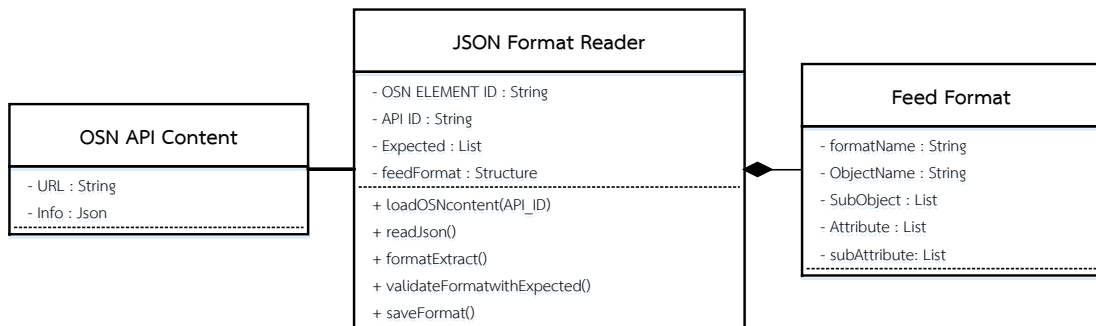 OSN API Content
- URL : String
- Info : Json
JSON Format Reader
- OSN ELEMENT ID : String
- API ID : String
- Expected : List
- feedFormat : Structure
+ loadOSNcontent(API_ID)
+ readJson()
+ formatExtract()
+ validateFormatwithExpected()
+ saveFormat()
Feed Format
- formatName : String
- ObjectName : String
- SubObject : List
- Attribute : List
- subAttribute: List